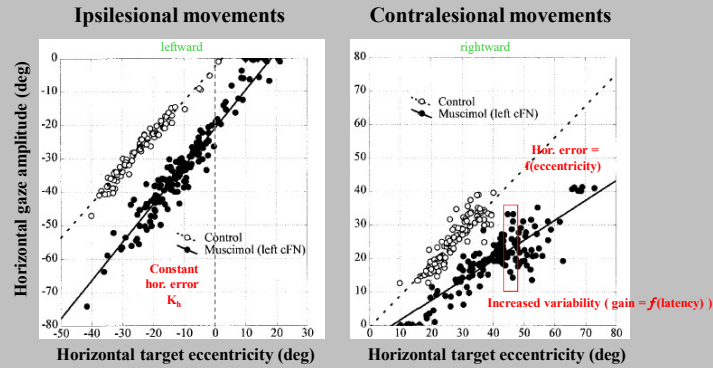 Ipsilesional movements
Contralesional movements
leftward
rightward
Horizontal gaze amplitude (deg)
0
-10
-20
-30
-40
-50
-60
-70
-80
-50 -40 -30 -20 -10 0 10 20 30
Control
Muscimol (left cFN)
Constant
hor. error
Kh
Horizontal target eccentricity (deg)
80
70
60
50
40
30
20
10
0
0 10 20 30 40 50 60 70 80
Control
Muscimol (left cFN)
Hor. error =
f(eccentricity)
Increased variability ( gain = f(latency) )
Horizontal target eccentricity (deg)